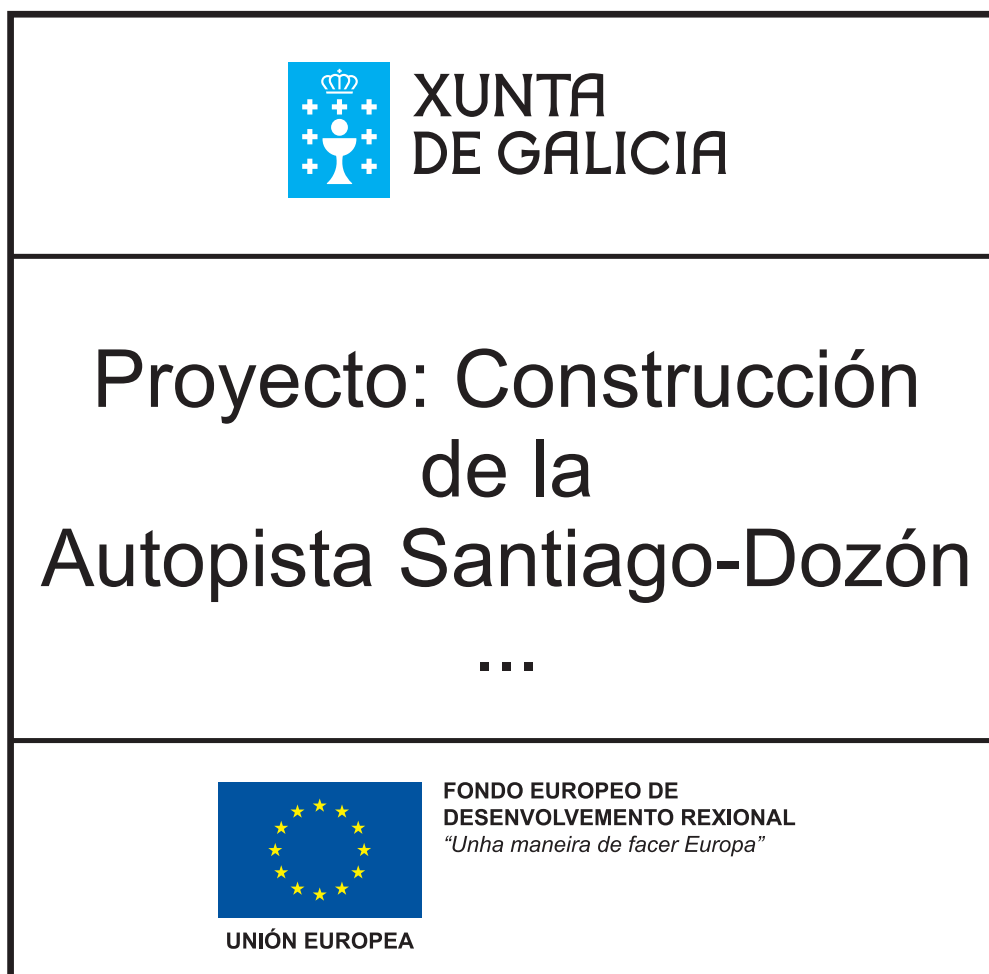 XUNTA
DE GALICIA
Proyecto: Construcción
de la
Autopista Santiago-Dozón
...
FONDO EUROPEO DE
DESENVOLVEMENTO REXIONAL
“Unha maneira de facer Europa”
UNIÓN EUROPEA